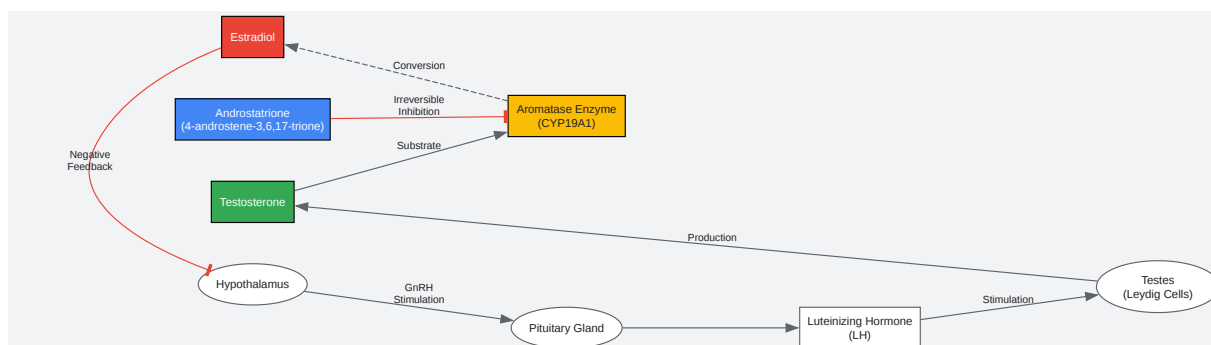 Estradiol
Conversion
Androstatrione
(4-androstene-3,6,17-trione)
Irreversible
Inhibition
Aromatase Enzyme
(CYP19A1)
Substrate
Negative
Feedback
Testosterone
Production
Hypothalamus
GnRH
Stimulation
Pituitary Gland
Luteinizing Hormone
(LH)
Stimulation
Testes
(Leydig Cells)